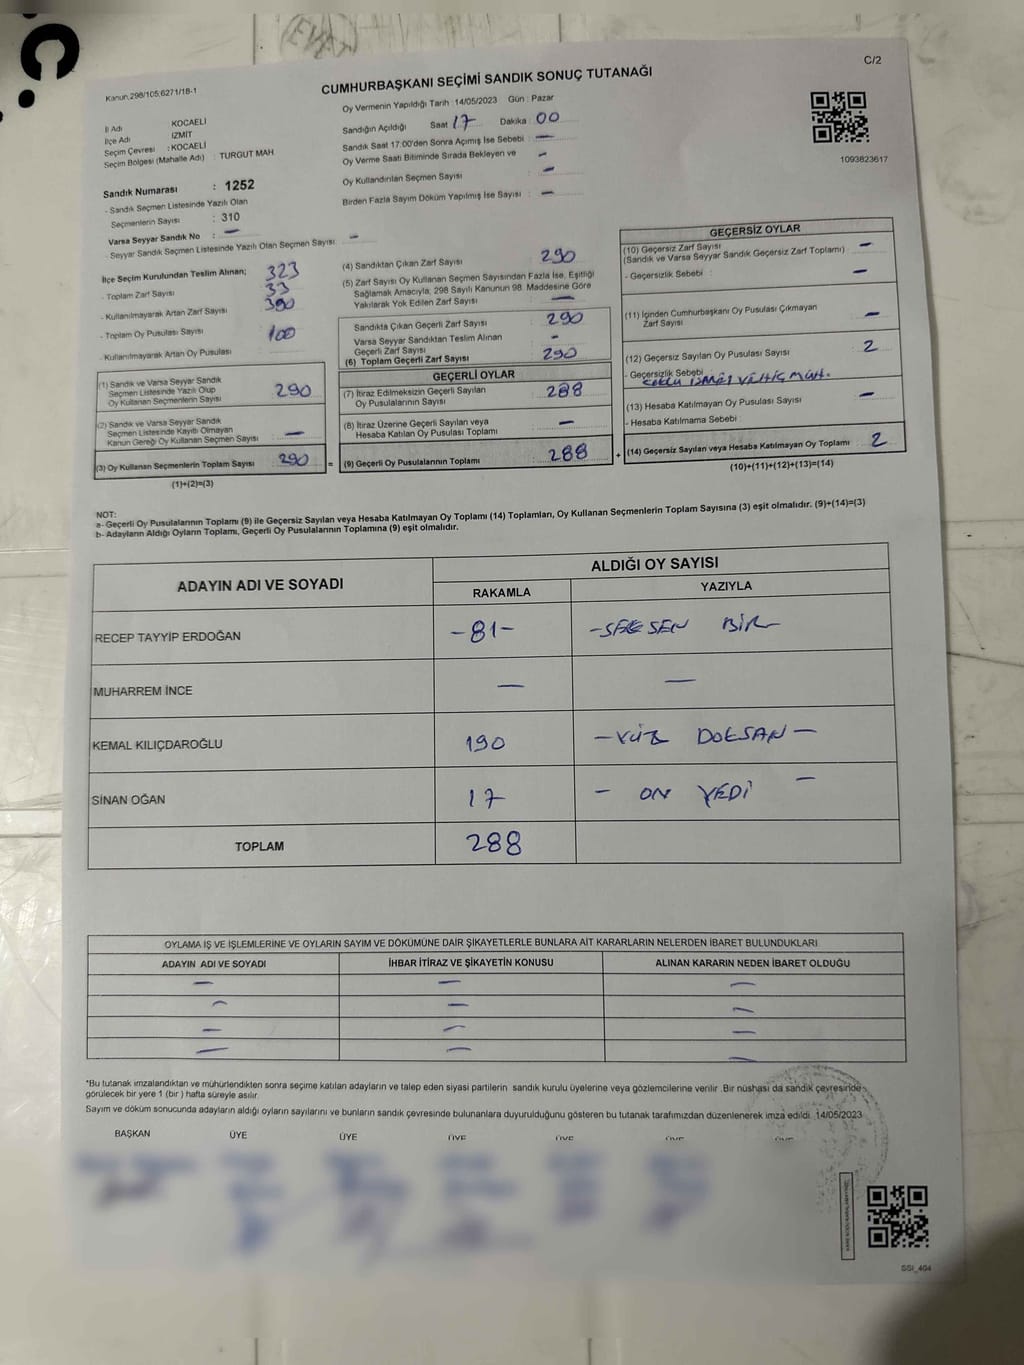 Ç.
(EVET)
C/2
CUMHURBAŞKANI SEÇİMİ SANDIK SONUÇ TUTANAĞI
Kanun.298/105;6271/18-1
Oy Vermenin Yapıldığı Tarih : 14/05/2023 Gün : Pazar
1093823617
İl Adı KOCAELİ
İlçe Adı : İZMİT
Seçim Çevresi : KOCAELİ
Seçim Bölgesi (Mahalle Adı) : TURGUT MAH.
Sandığın Açıldığı Saat 17 Dakika : 00
Sandık Saat 17:00'den Sonra Açılmış İse Sebebi : —
Oy Verme Saati Bitiminde Sırada Bekleyen ve —
Oy Kullandırılan Seçmen Sayısı : —
Birden Fazla Sayım Döküm Yapılmış İse Sayısı : —
Sandık Numarası : 1252
- Sandık Seçmen Listesinde Yazılı Olan
Seçmenlerin Sayısı : 310
Varsa Seyyar Sandık No : —
- Seyyar Sandık Seçmen Listesinde Yazılı Olan Seçmen Sayısı : —
İlçe Seçim Kurulundan Teslim Alınan;
- Toplam Zarf Sayısı 323
- Kullanılmayarak Artan Zarf Sayısı 33
- Toplam Oy Pusulası Sayısı 390
- Kullanılmayarak Artan Oy Pusulası 100
(1) Sandık ve Varsa Seyyar Sandık
Seçmen Listesinde Yazılı Olup
Oy Kullanan Seçmenlerin Sayısı 290
(2) Sandık ve Varsa Seyyar Sandık
Seçmen Listesinde Kayıtlı Olmayan
Kanun Gereği Oy Kullanan Seçmen Sayısı —
(3) Oy Kullanan Seçmenlerin Toplam Sayısı 290 =
(1)+(2)=(3)
(4) Sandıktan Çıkan Zarf Sayısı 290
(5) Zarf Sayısı Oy Kullanan Seçmen Sayısından Fazla İse, Eşitliği
Sağlamak Amacıyla, 298 Sayılı Kanunun 98. Maddesine Göre
Yakılarak Yok Edilen Zarf Sayısı —
Sandıkta Çıkan Geçerli Zarf Sayısı 290
Varsa Seyyar Sandıktan Teslim Alınan
Geçerli Zarf Sayısı -
(6) Toplam Geçerli Zarf Sayısı 290
GEÇERLİ OYLAR
(7) İtiraz Edilmeksizin Geçerli Sayılan
Oy Pusulalarının Sayısı : 288
(8) İtiraz Üzerine Geçerli Sayılan veya
Hesaba Katılan Oy Pusulası Toplamı —
(9) Geçerli Oy Pusulalarının Toplamı : 288 +
GEÇERSİZ OYLAR
(10) Geçersiz Zarf Sayısı
(Sandık ve Varsa Seyyar Sandık Geçersiz Zarf Toplamı) —
- Geçersizlik Sebebi : —
(11) İçinden Cumhurbaşkanı Oy Pusulası Çıkmayan
Zarf Sayısı —
(12) Geçersiz Sayılan Oy Pusulası Sayısı 2
- Geçersizlik Sebebi
(13) Hesaba Katılmayan Oy Pusulası Sayısı —
- Hesaba Katılmama Sebebi :
(14) Geçersiz Sayılan veya Hesaba Katılmayan Oy Toplamı 2
(10)+(11)+(12)+(13)=(14)
NOT:
a- Geçerli Oy Pusulalarının Toplamı (9) ile Geçersiz Sayılan veya Hesaba Katılmayan Oy Toplamı (14) Toplamları, Oy Kullanan Seçmenlerin Toplam Sayısına (3) eşit olmalıdır. (9)+(14)=(3)
b- Adayların Aldığı Oyların Toplamı, Geçerli Oy Pusulalarının Toplamına (9) eşit olmalıdır.
ADAYIN ADI VE SOYADI
ALDIĞI OY SAYISI
RAKAMLA YAZIYLA
RECEP TAYYİP ERDOĞAN -81- -SEKSEN BİR-
MUHARREM İNCE — —
KEMAL KILIÇDAROĞLU 190 -YÜZ DOKSAN-
SİNAN OĞAN 17 - ON YEDİ -
TOPLAM 288
OYLAMA İŞ VE İŞLEMLERİNE VE OYLARIN SAYIM VE DÖKÜMÜNE DAİR ŞİKAYETLERLE BUNLARA AİT KARARLARIN NELERDEN İBARET BULUNDUKLARI
ADAYIN ADI VE SOYADI İHBAR İTİRAZ VE ŞİKAYETİN KONUSU ALINAN KARARIN NEDEN İBARET OLDUĞU
— — —
— — —
— — —
— — —
*Bu tutanak imzalandıktan ve mühürlendikten sonra seçime katılan adayların ve talep eden siyasi partilerin sandık kurulu üyelerine veya gözlemcilerine verilir .Bir nüshası da sandık çevresinde
görülecek bir yere 1 (bir ) hafta süreyle asılır.
Sayım ve döküm sonucunda adayların aldığı oyların sayılarını ve bunların sandık çevresinde bulunanlara duyurulduğunu gösteren bu tutanak tarafımızdan düzenlenerek imza edildi. 14/05/2023
BAŞKAN ÜYE ÜYE ÜYE ÜYE ÜYE ÜYE
SSI_404